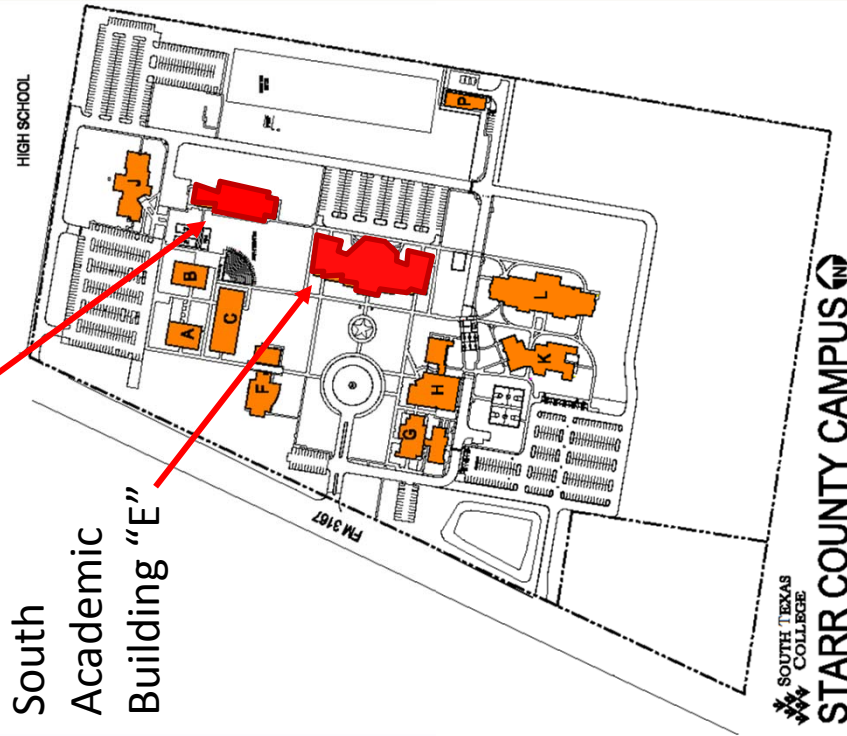 South
Academic
Building “E”
HIGH SCHOOL
J
B
A
C
F
P
L
K
H
G
FM 3167
SOUTH TEXAS
COLLEGE
STARR COUNTY CAMPUS
N